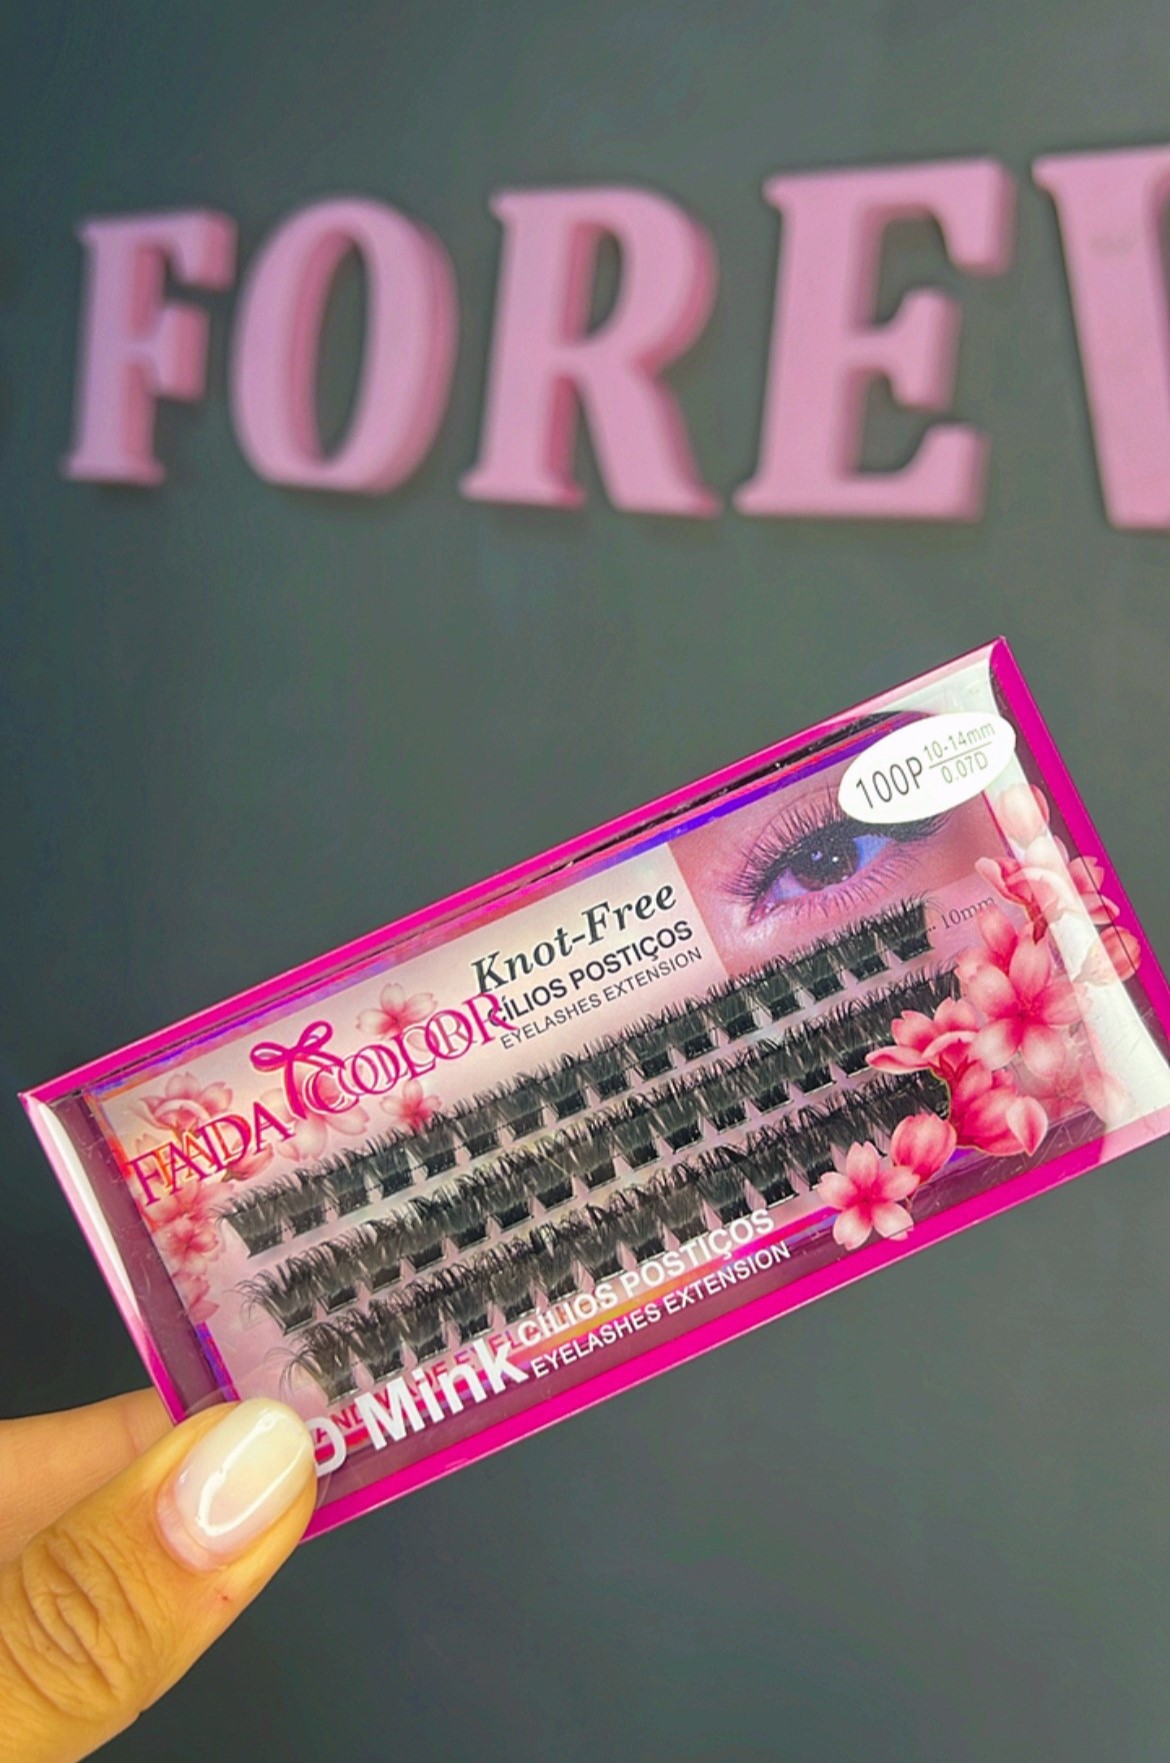 FOREV
100P 10-14mm
0.07D
Knot-Free
CÍLIOS POSTIÇOS
EYELASHES EXTENSION
FADA COLOR
10mm
D Mink CÍLIOS POSTIÇOS
EYELASHES EXTENSION